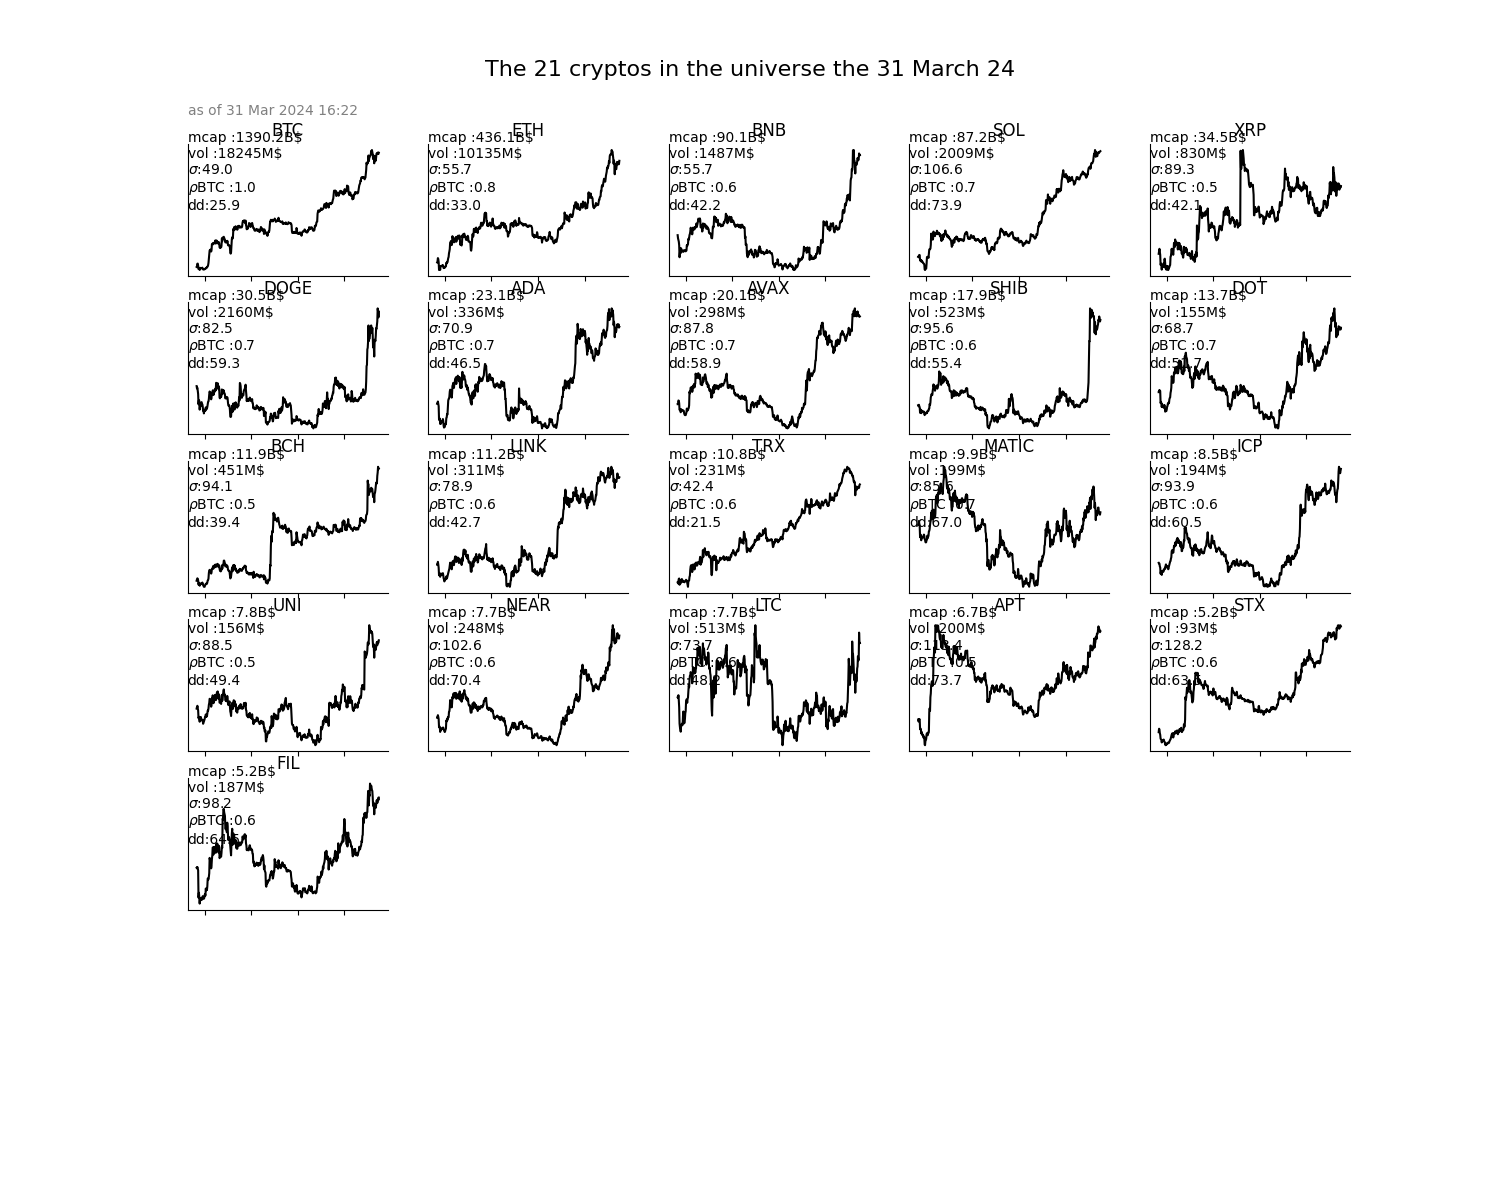 The 21 cryptos in the universe the 31 March 24
as of 31 Mar 2024 16:22
BTC
mcap :1390.2B$
vol :18245M$
σ:49.0
ρBTC :1.0
dd:25.9
ETH
mcap :436.1B$
vol :10135M$
σ:55.7
ρBTC :0.8
dd:33.0
BNB
mcap :90.1B$
vol :1487M$
σ:55.7
ρBTC :0.6
dd:42.2
SOL
mcap :87.2B$
vol :2009M$
σ:106.6
ρBTC :0.7
dd:73.9
XRP
mcap :34.5B$
vol :830M$
σ:89.3
ρBTC :0.5
dd:42.1
DOGE
mcap :30.5B$
vol :2160M$
σ:82.5
ρBTC :0.7
dd:59.3
ADA
mcap :23.1B$
vol :336M$
σ:70.9
ρBTC :0.7
dd:46.5
AVAX
mcap :20.1B$
vol :298M$
σ:87.8
ρBTC :0.7
dd:58.9
SHIB
mcap :17.9B$
vol :523M$
σ:95.6
ρBTC :0.6
dd:55.4
DOT
mcap :13.7B$
vol :155M$
σ:68.7
ρBTC :0.7
BCH
mcap :11.9B$
vol :451M$
σ:94.1
ρBTC :0.5
dd:39.4
LINK
mcap :11.2B$
vol :311M$
σ:78.9
ρBTC :0.6
dd:42.7
TRX
mcap :10.8B$
vol :231M$
σ:42.4
ρBTC :0.6
dd:21.5
MATIC
mcap :9.9B$
vol :199M$
ρBTC :0.7
dd:67.0
ICP
mcap :8.5B$
vol :194M$
σ:93.9
ρBTC :0.6
dd:60.5
UNI
mcap :7.8B$
vol :156M$
σ:88.5
ρBTC :0.5
dd:49.4
NEAR
mcap :7.7B$
vol :248M$
σ:102.6
ρBTC :0.6
dd:70.4
LTC
mcap :7.7B$
vol :513M$
σ:73.7
ρBTC :0.6
dd:48.2
APT
mcap :6.7B$
vol :200M$
ρBTC :0.5
dd:73.7
STX
mcap :5.2B$
vol :93M$
σ:128.2
ρBTC :0.6
FIL
mcap :5.2B$
vol :187M$
σ:98.2
ρBTC :0.6